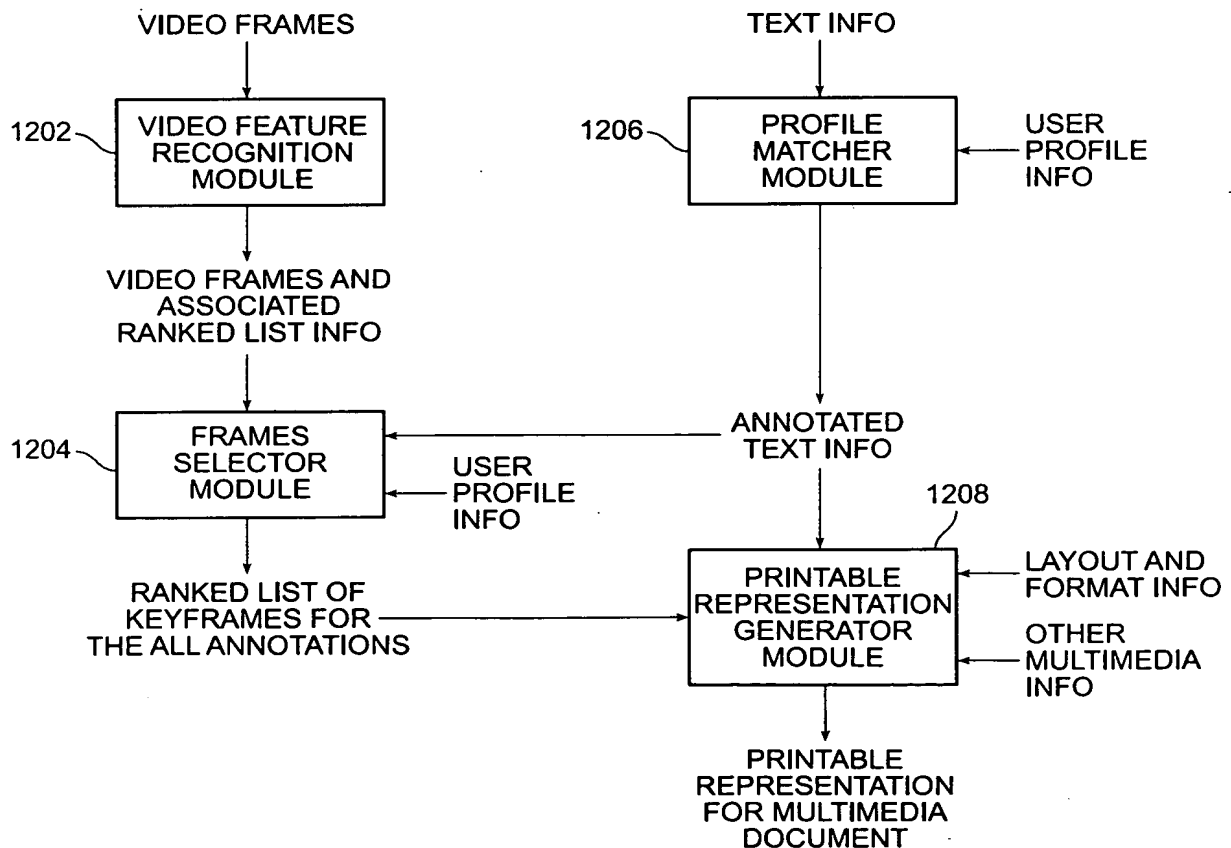 VIDEO FRAMES
TEXT INFO
1202
VIDEO FEATURE
RECOGNITION
MODULE
1206
PROFILE
MATCHER
MODULE
USER
PROFILE
INFO
VIDEO FRAMES AND
ASSOCIATED
RANKED LIST INFO
1204
FRAMES
SELECTOR
MODULE
ANNOTATED
TEXT INFO
USER
PROFILE
INFO
1208
RANKED LIST OF
KEYFRAMES FOR
THE ALL ANNOTATIONS
PRINTABLE
REPRESENTATION
GENERATOR
MODULE
LAYOUT AND
FORMAT INFO
OTHER
MULTIMEDIA
INFO
PRINTABLE
REPRESENTATION
FOR MULTIMEDIA
DOCUMENT